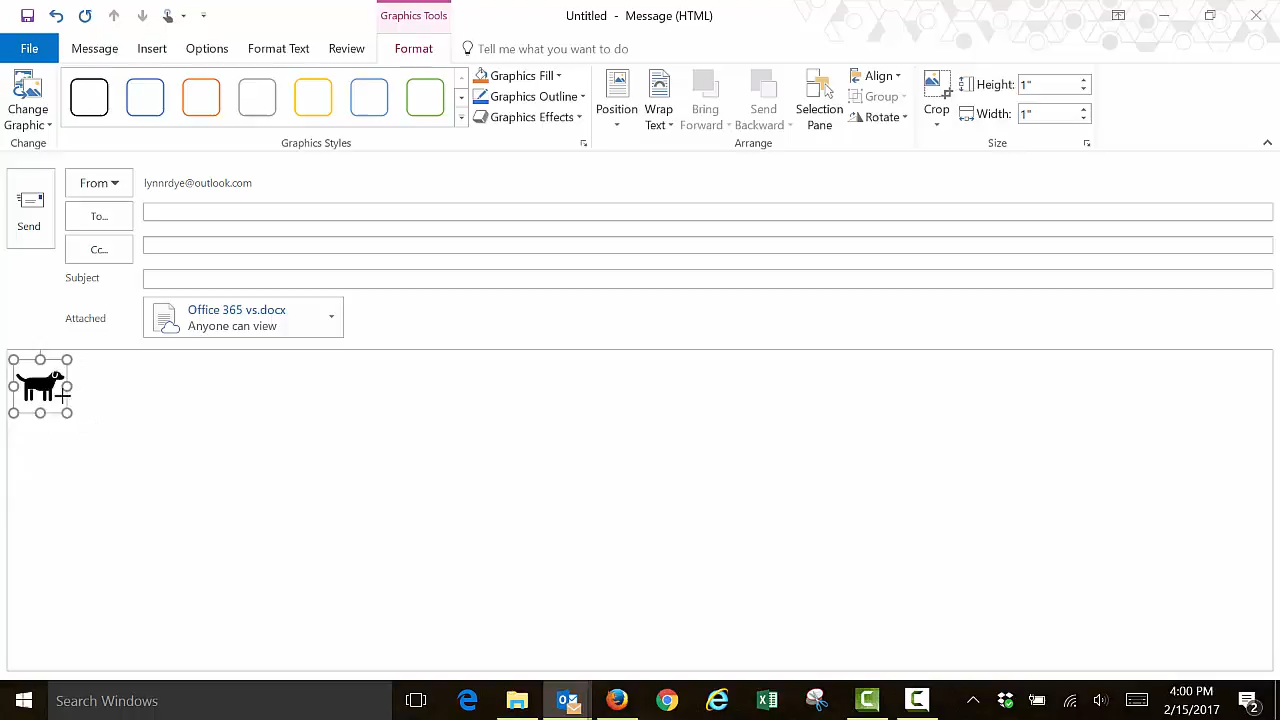 Graphics Tools
Untitled - Message (HTML)
File
Message
Insert
Options
Format Text
Review
Format
Tell me what you want to do
Change
Graphic
Change
Graphics Styles
Graphics Fill
Graphics Outline
Graphics Effects
Position
Wrap
Text
Bring
Forward
Send
Backward
Selection
Pane
Align
Group
Rotate
Arrange
Crop
Height: 1"
Width: 1"
Size
Send
From
lynnrdye@outlook.com
To...
Cc...
Subject
Attached
Office 365 vs.docx
Anyone can view
Search Windows
4:00 PM
2/15/2017
2